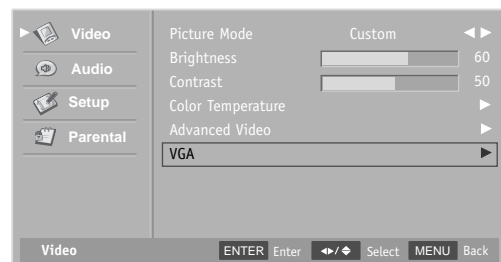 Video
Audio
Setup
Parental
Picture Mode Custom
Brightness 60
Contrast 50
Color Temperature
Advanced Video
VGA
Video ENTER Enter / Select MENU Back